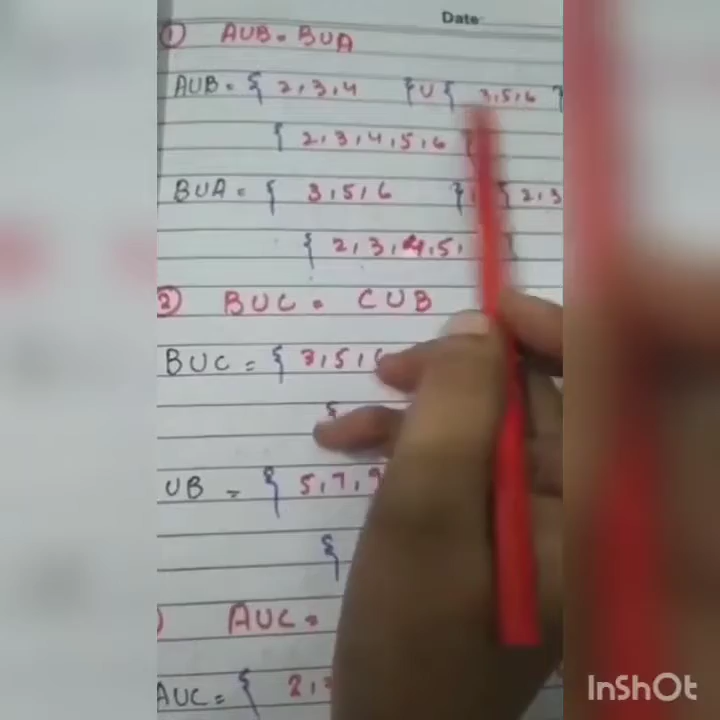 Date
① AUB = BUA
AUB = { 2,3,4 } U { 3,5,6 }
{ 2,3,4,5,6 }
BUA = { 3,5,6 } { 2,3
{ 2,3,4,5, }
② BUC = CUB
BUC = { 3,5,6
{
UB = { 5,7,9
{
) AUC =
AUC = { 2,
InShOt